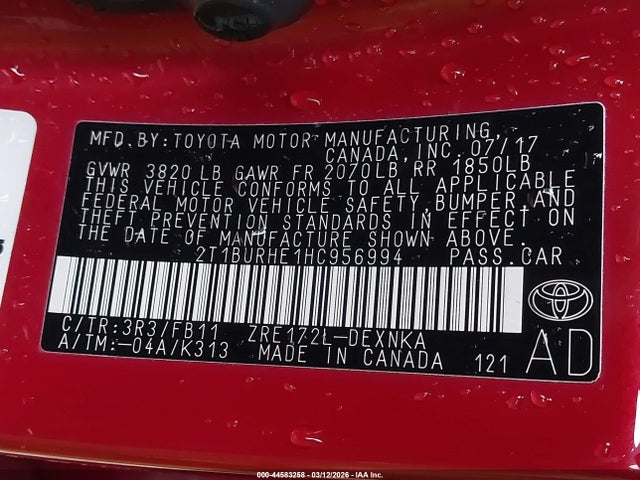 MFD. BY: TOYOTA MOTOR MANUFACTURING,
CANADA, INC. 07/17
GVWR 3820 LB GAWR FR 2070LB RR 1850LB
THIS VEHICLE CONFORMS TO ALL APPLICABLE
FEDERAL MOTOR VEHICLE SAFETY, BUMPER AND
THEFT PREVENTION STANDARDS IN EFFECT ON
THE DATE OF MANUFACTURE SHOWN ABOVE.
2T1BURHE1HC956994 PASS. CAR
C/TR: 3R3/FB11 ZRE172L-DEXNKA
A/TM: -04A/K313 MADE IN CANADA 121 AD
000-44583258 - 03/12/2026 - IAA Inc.